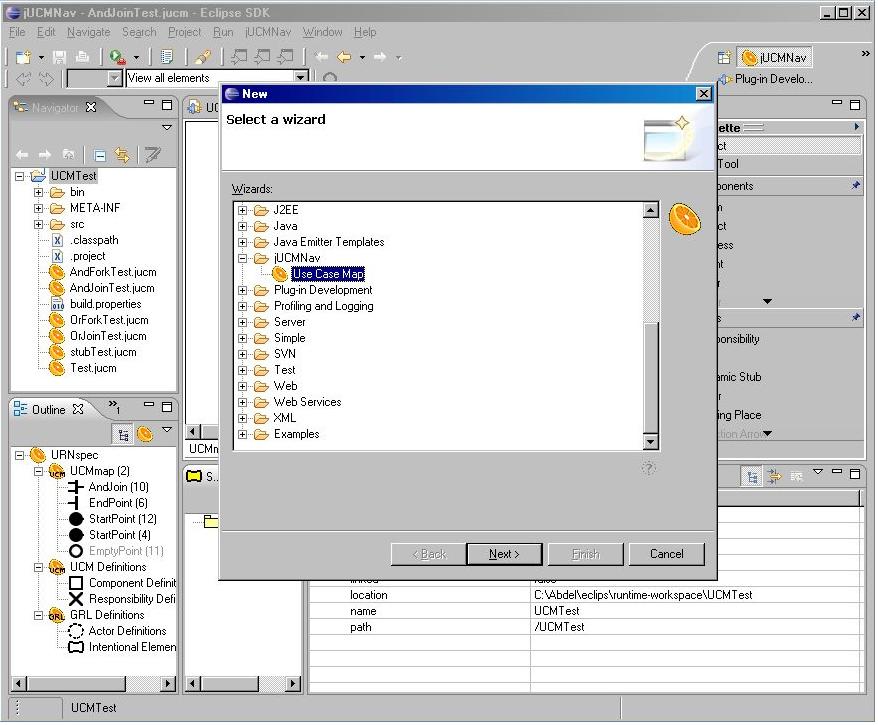 jUCMNav - AndJoinTest.jucm - Eclipse SDK
File Edit Navigate Search Project Run jUCMNav Window Help
jUCMNav
View all elements
Plug-in Develo...
Navigator
UCMTest
bin
META-INF
src
.classpath
.project
AndForkTest.jucm
AndJoinTest.jucm
build.properties
OrForkTest.jucm
OrJoinTest.jucm
stubTest.jucm
Test.jucm
Outline
1
URNspec
UCMmap (2)
AndJoin (10)
EndPoint (6)
StartPoint (12)
StartPoint (4)
EmptyPoint (11)
UCM Definitions
Component Definit
Responsibility Defi
GRL Definitions
Actor Definitions
Intentional Elemen
UC
UCMn
S...
New
Select a wizard
Wizards:
J2EE
Java
Java Emitter Templates
jUCMNav
Use Case Map
Plug-in Development
Profiling and Logging
Server
Simple
SVN
Test
Web
Web Services
XML
Examples
< Back Next > Finish Cancel
ette
ct
Tool
onents
m
ct
ess
nt
r
s
ponsibility
amic Stub
r
ing Place
ction Arrow
linked false
location C:\Abdel\eclips\runtime-workspace\UCMTest
name UCMTest
path /UCMTest
UCMTest